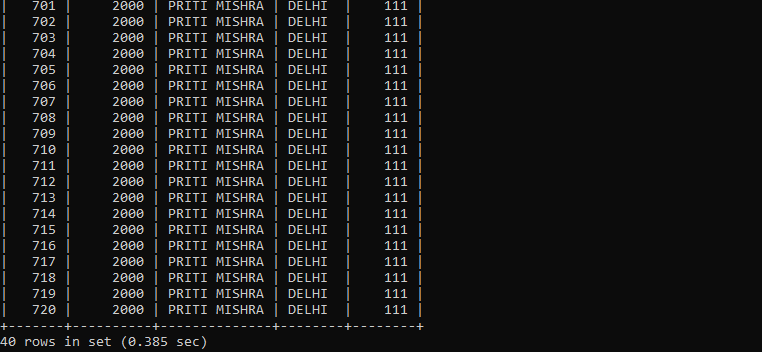 |   701 |     2000 | PRITI MISHRA | DELHI  |    111 |
|   702 |     2000 | PRITI MISHRA | DELHI  |    111 |
|   703 |     2000 | PRITI MISHRA | DELHI  |    111 |
|   704 |     2000 | PRITI MISHRA | DELHI  |    111 |
|   705 |     2000 | PRITI MISHRA | DELHI  |    111 |
|   706 |     2000 | PRITI MISHRA | DELHI  |    111 |
|   707 |     2000 | PRITI MISHRA | DELHI  |    111 |
|   708 |     2000 | PRITI MISHRA | DELHI  |    111 |
|   709 |     2000 | PRITI MISHRA | DELHI  |    111 |
|   710 |     2000 | PRITI MISHRA | DELHI  |    111 |
|   711 |     2000 | PRITI MISHRA | DELHI  |    111 |
|   712 |     2000 | PRITI MISHRA | DELHI  |    111 |
|   713 |     2000 | PRITI MISHRA | DELHI  |    111 |
|   714 |     2000 | PRITI MISHRA | DELHI  |    111 |
|   715 |     2000 | PRITI MISHRA | DELHI  |    111 |
|   716 |     2000 | PRITI MISHRA | DELHI  |    111 |
|   717 |     2000 | PRITI MISHRA | DELHI  |    111 |
|   718 |     2000 | PRITI MISHRA | DELHI  |    111 |
|   719 |     2000 | PRITI MISHRA | DELHI  |    111 |
|   720 |     2000 | PRITI MISHRA | DELHI  |    111 |
+-------+----------+--------------+--------+--------+
40 rows in set (0.385 sec)